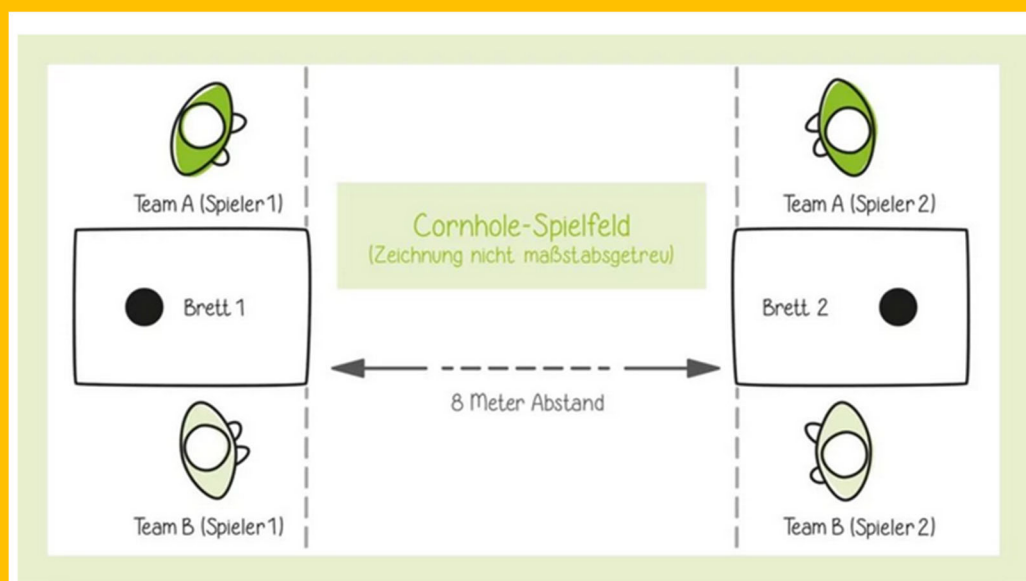 Team A (Spieler 1)
Team A (Spieler 2)
Cornhole-Spielfeld
(Zeichnung nicht maßstabsgetreu)
Brett 1
Brett 2
8 Meter Abstand
Team B (Spieler 1)
Team B (Spieler 2)